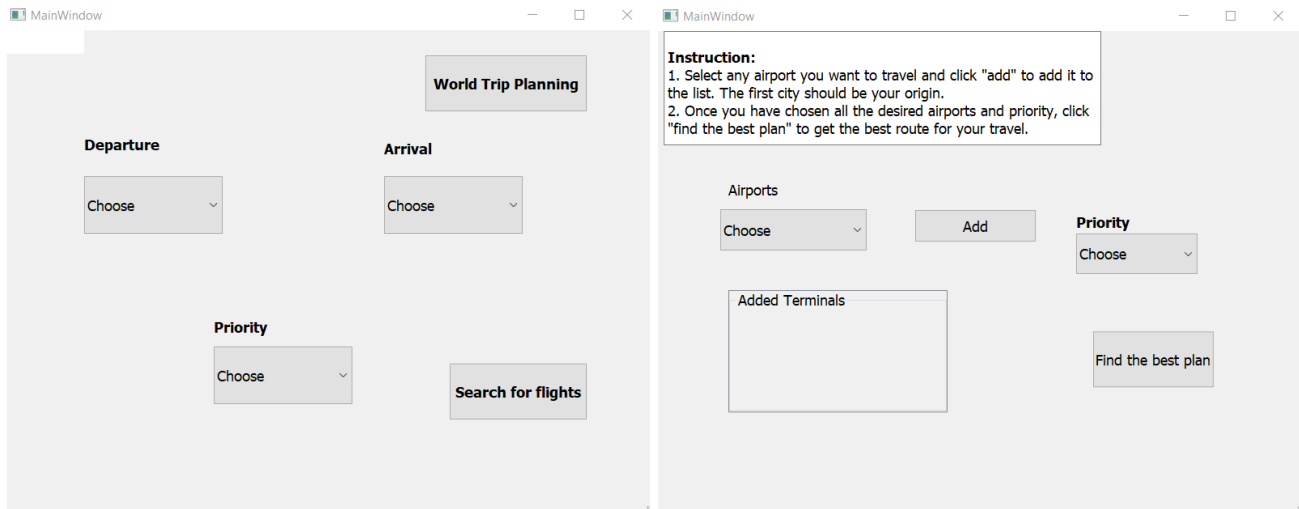 MainWindow
World Trip Planning
Departure
Arrival
Choose
Choose
Priority
Choose
Search for flights
MainWindow
Instruction:
1. Select any airport you want to travel and click "add" to add it to
the list. The first city should be your origin.
2. Once you have chosen all the desired airports and priority, click
"find the best plan" to get the best route for your travel.
Airports
Choose
Add
Priority
Choose
Added Terminals
Find the best plan